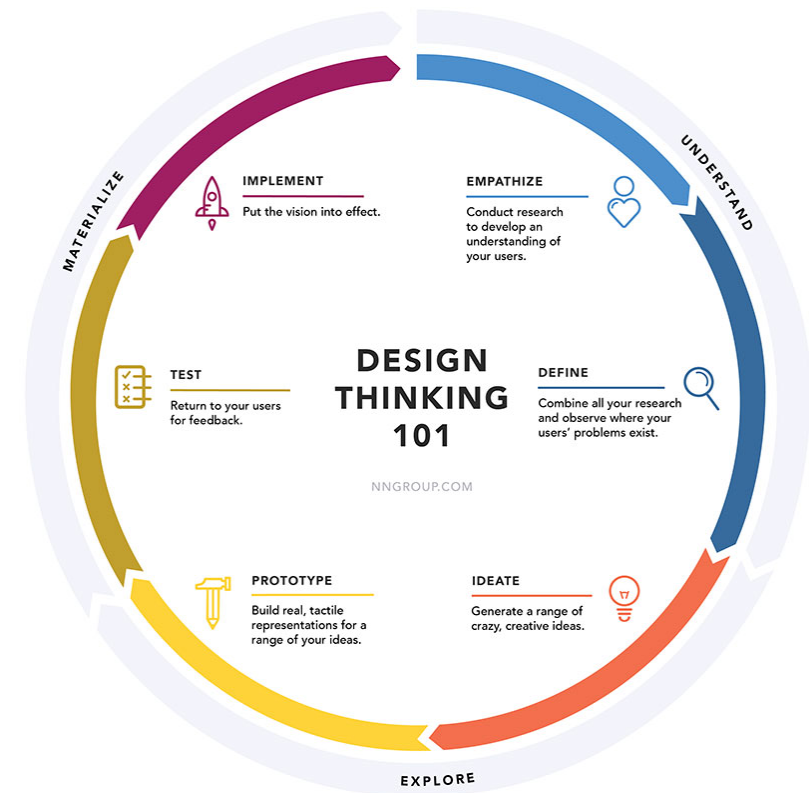 UNDERSTAND
EMPATHIZE
Conduct research
to develop an
understanding of
your users.
DEFINE
Combine all your research
and observe where your
users' problems exist.
IDEATE
Generate a range of
crazy, creative ideas.
EXPLORE
PROTOTYPE
Build real, tactile
representations for a
range of your ideas.
TEST
Return to your users
for feedback.
MATERIALIZE
IMPLEMENT
Put the vision into effect.
DESIGN
THINKING
101
NNGROUP.COM